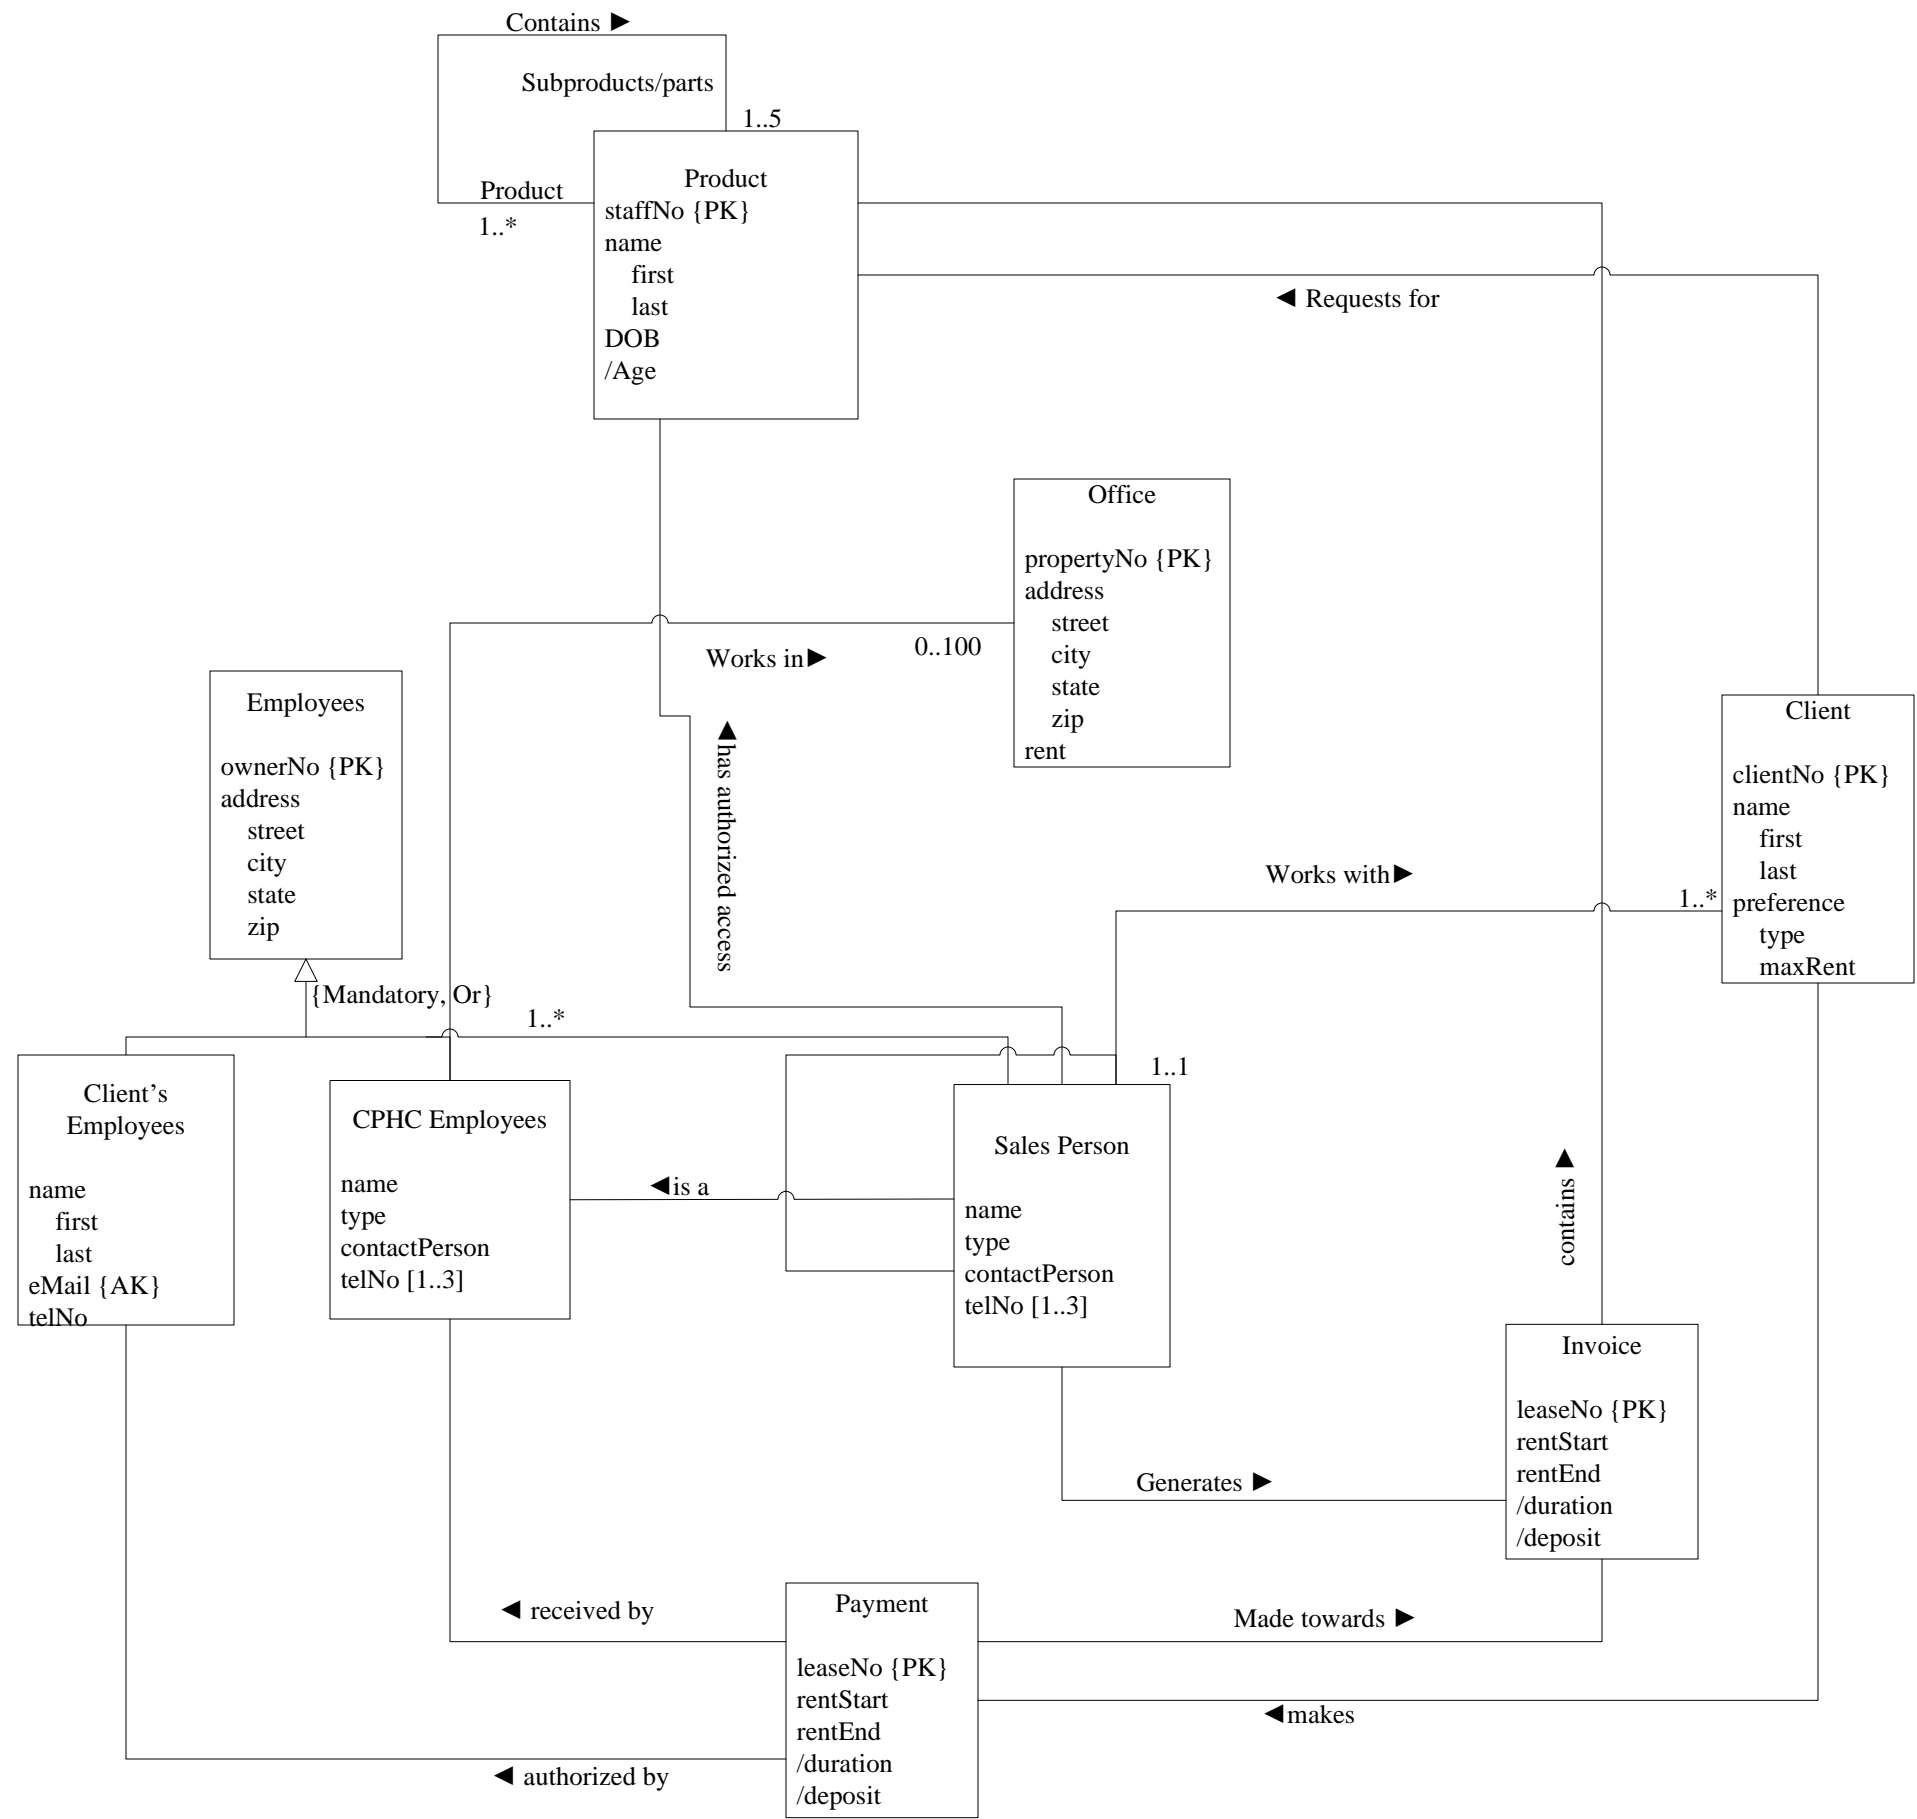 Contains ►
Subproducts/parts
1..5
Product
1..*
Product
staffNo {PK}
name
first
last
DOB
/Age
◄ Requests for
Office
propertyNo {PK}
address
street
city
state
zip
rent
0..100
Works in►
Employees
ownerNo {PK}
address
street
city
state
zip
{Mandatory, Or}
◄has authorized access
Client
clientNo {PK}
name
first
last
preference
type
maxRent
Works with►
1..*
1..*
1..1
Client’s
Employees
name
first
last
eMail {AK}
telNo
CPHC Employees
name
type
contactPerson
telNo [1..3]
◄is a
Sales Person
name
type
contactPerson
telNo [1..3]
contains ►
Invoice
leaseNo {PK}
rentStart
rentEnd
/duration
/deposit
Generates ►
◄ received by
Payment
leaseNo {PK}
rentStart
rentEnd
/duration
/deposit
Made towards ►
◄makes
◄ authorized by